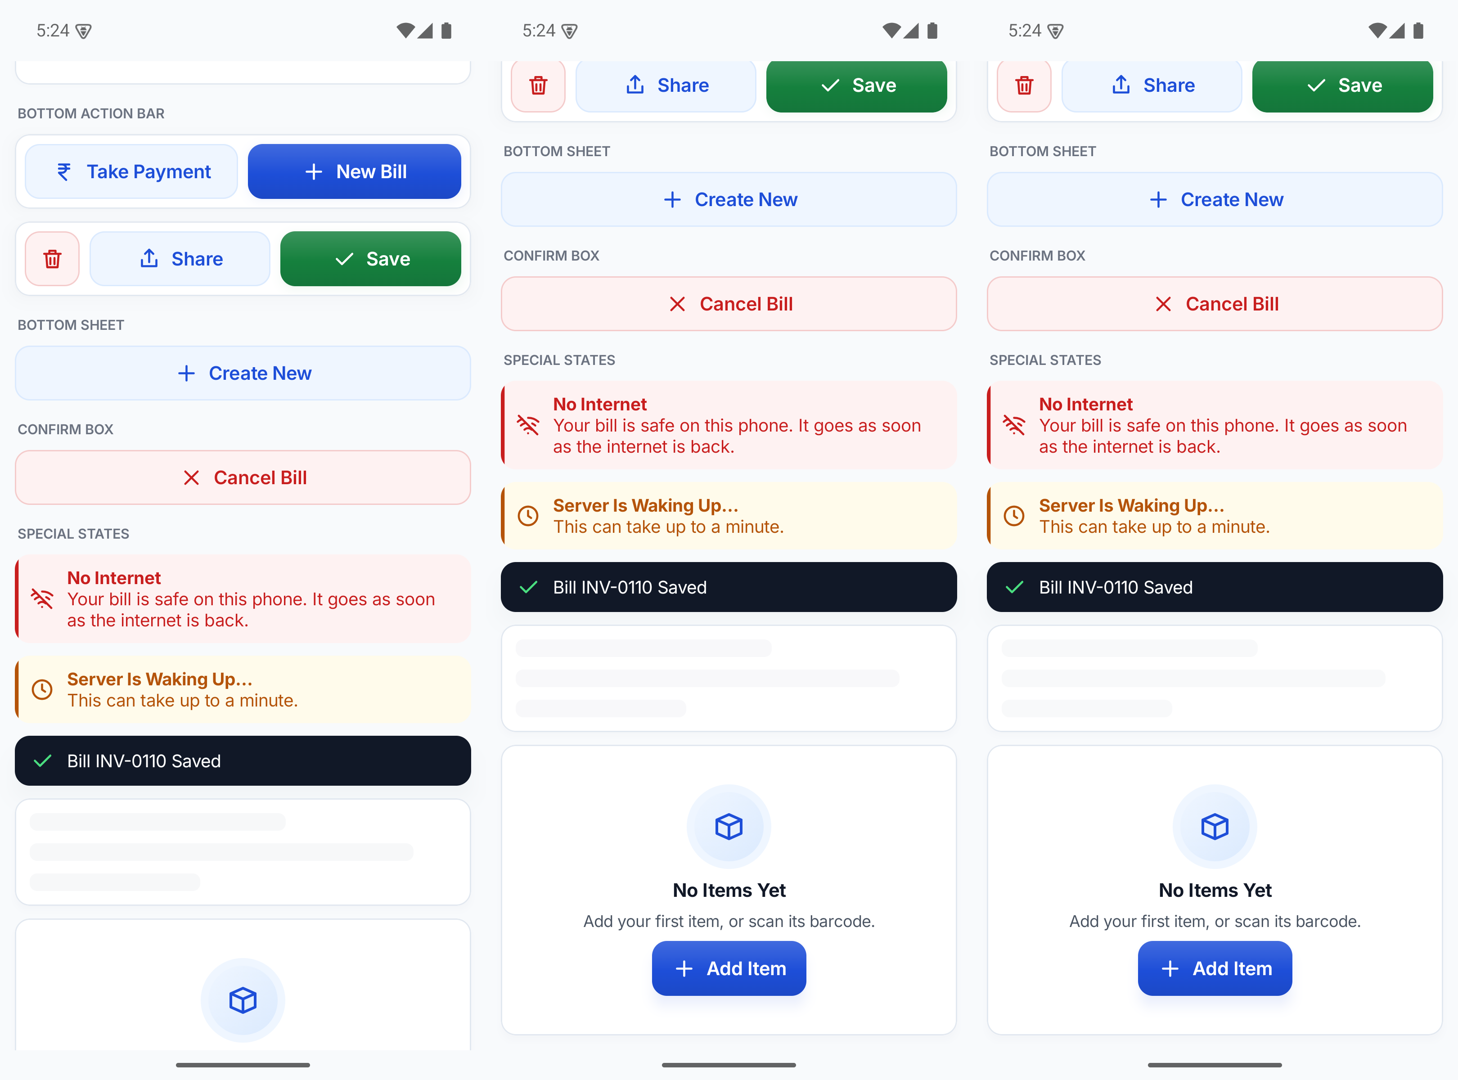 5:24
BOTTOM ACTION BAR
₹ Take Payment
+ New Bill
Share
Save
BOTTOM SHEET
+ Create New
CONFIRM BOX
Cancel Bill
SPECIAL STATES
No Internet
Your bill is safe on this phone. It goes as soon
as the internet is back.
Server Is Waking Up...
This can take up to a minute.
Bill INV-0110 Saved
5:24
Share
Save
BOTTOM SHEET
+ Create New
CONFIRM BOX
Cancel Bill
SPECIAL STATES
No Internet
Your bill is safe on this phone. It goes as soon
as the internet is back.
Server Is Waking Up...
This can take up to a minute.
Bill INV-0110 Saved
No Items Yet
Add your first item, or scan its barcode.
+ Add Item
5:24
Share
Save
BOTTOM SHEET
+ Create New
CONFIRM BOX
Cancel Bill
SPECIAL STATES
No Internet
Your bill is safe on this phone. It goes as soon
as the internet is back.
Server Is Waking Up...
This can take up to a minute.
Bill INV-0110 Saved
No Items Yet
Add your first item, or scan its barcode.
+ Add Item